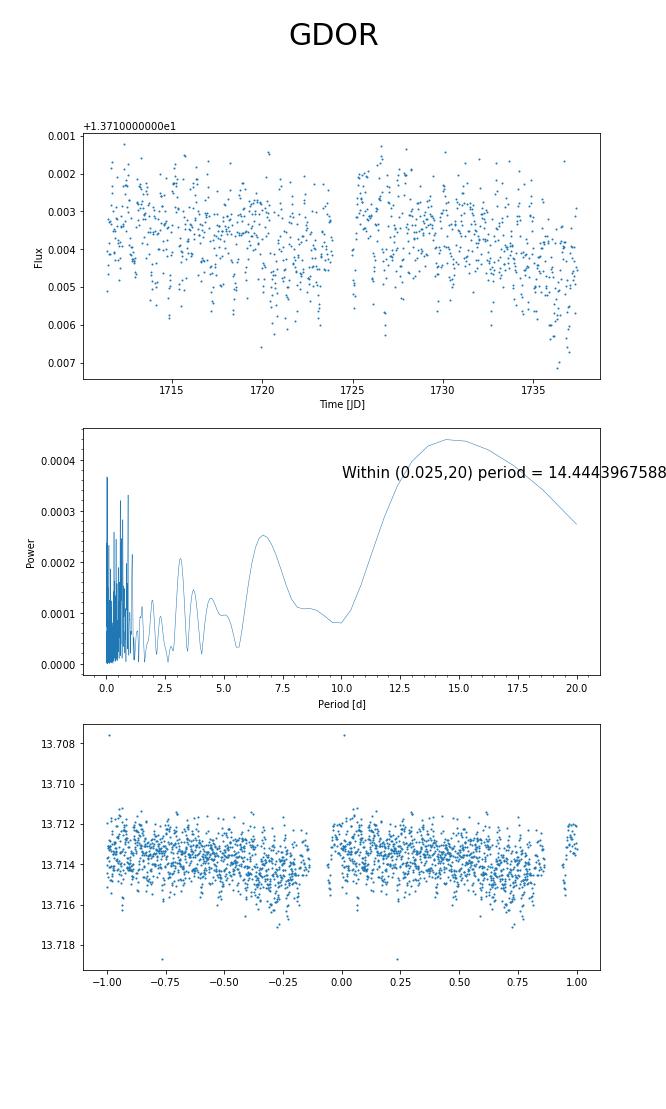 GDOR
+1.3710000000e1
0.001
0.002
0.003
0.004
0.005
0.006
0.007
Flux
1715 1720 1725 1730 1735
Time [JD]
0.0004
0.0003
0.0002
0.0001
0.0000
Power
Within (0.025,20) period = 14.4443967588
0.0 2.5 5.0 7.5 10.0 12.5 15.0 17.5 20.0
Period [d]
13.708
13.710
13.712
13.714
13.716
13.718
−1.00 −0.75 −0.50 −0.25 0.00 0.25 0.50 0.75 1.00